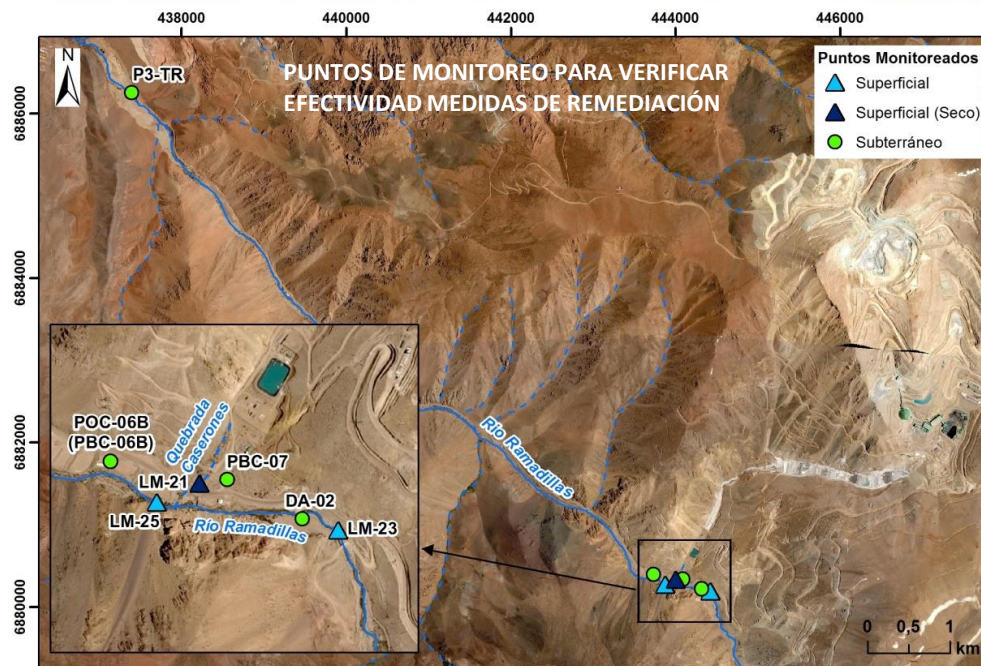 438000
440000
442000
444000
446000
N
PUNTOS DE MONITOREO PARA VERIFICAR
EFECTIVIDAD MEDIDAS DE REMEDIACIÓN
Puntos Monitoreados
Superficial
Superficial (Seco)
Subterráneo
P3-TR
6886000
6884000
6882000
6880000
POC-06B
(PBC-06B)
Quebrada
Caserones
LM-21
PBC-07
DA-02
LM-25
Río Ramadillas
LM-23
Río Ramadillas
0 0,5 1
km